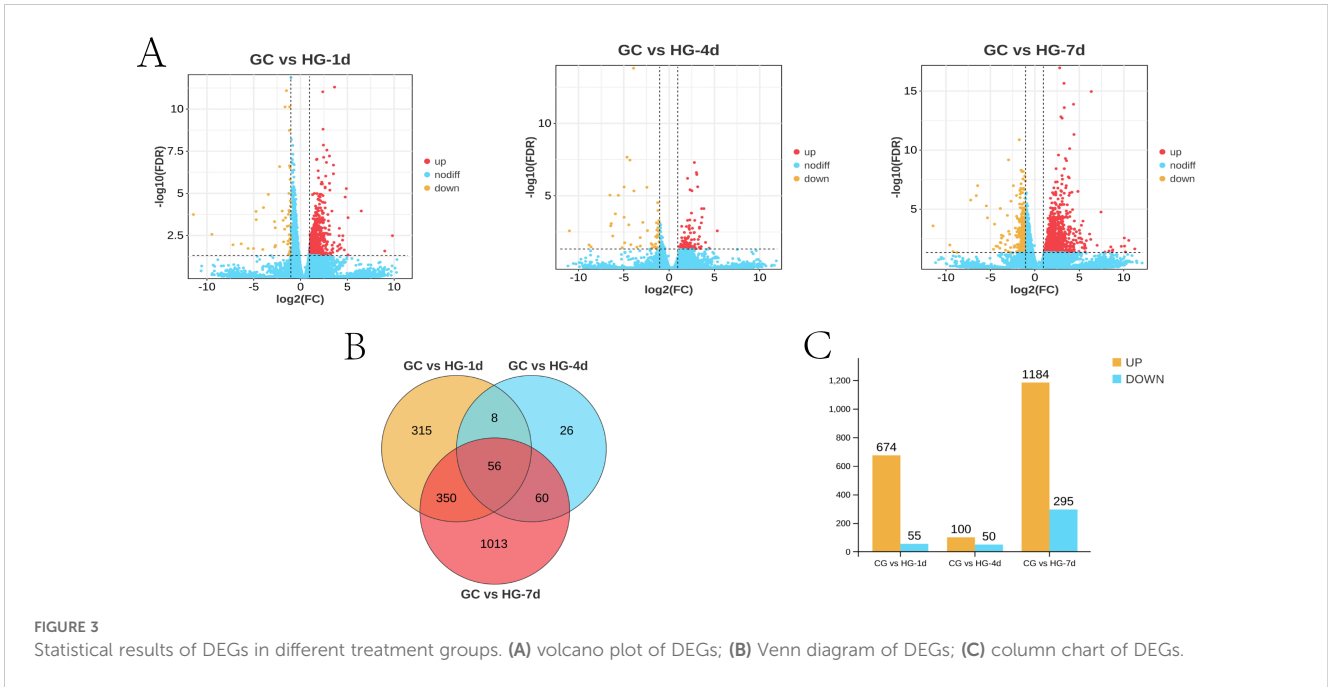 A
GC vs HG-1d
-log10(FDR)
10
7.5
5
2.5
-10
-5
0
5
10
log2(FC)
up
nodiff
down
GC vs HG-4d
-log10(FDR)
10
5
-10
-5
0
5
10
log2(FC)
up
nodiff
down
GC vs HG-7d
-log10(FDR)
15
10
5
-10
-5
0
5
10
log2(FC)
up
nodiff
down
B
GC vs HG-1d
GC vs HG-4d
315
8
26
56
350
60
1013
GC vs HG-7d
C
UP
DOWN
1,200
1,000
800
600
400
200
0
674
55
100
50
1184
295
CG vs HG-1d
CG vs HG-4d
CG vs HG-7d
FIGURE 3
Statistical results of DEGs in different treatment groups. (A) volcano plot of DEGs; (B) Venn diagram of DEGs; (C) column chart of DEGs.